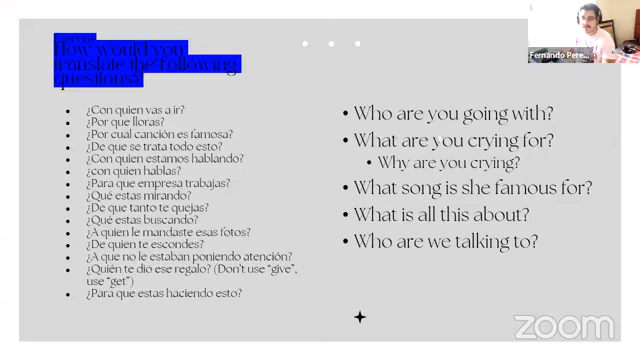 How would you
translate the following
questions?
¿Con quien vas a ir?
¿Por que lloras?
¿Por cual canción es famosa?
¿De que se trata todo esto?
¿Con quien estamos hablando?
¿con quien hablas?
¿Para que empresa trabajas?
¿Qué estas mirando?
¿De que tanto te quejas?
¿Qué estas buscando?
¿A quien le mandaste esas fotos?
¿De quien te escondes?
¿A que no le estaban poniendo atención?
¿Quién te dio ese regalo? (Don't use "give",
use "get")
¿Para que estas haciendo esto?
Who are you going with?
What are you crying for?
Why are you crying?
What song is she famous for?
What is all this about?
Who are we talking to?
Fernando Pere...
zoom